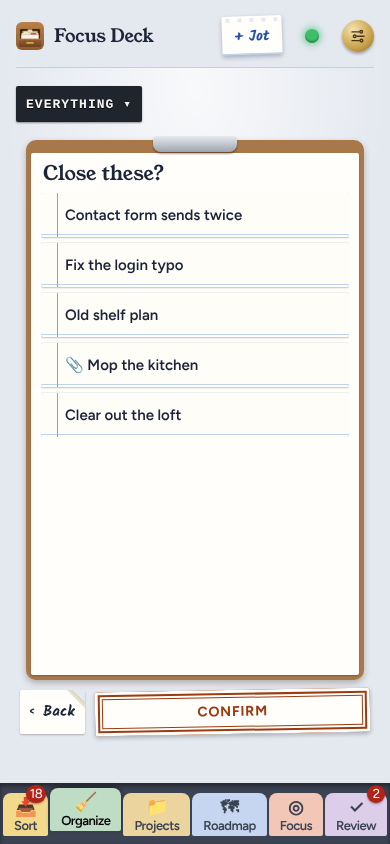 Focus Deck
+ Jot
EVERYTHING ▾
Close these?
Contact form sends twice
Fix the login typo
Old shelf plan
📎 Mop the kitchen
Clear out the loft
< Back
CONFIRM
18
Sort
Organize
Projects
Roadmap
Focus
2
Review